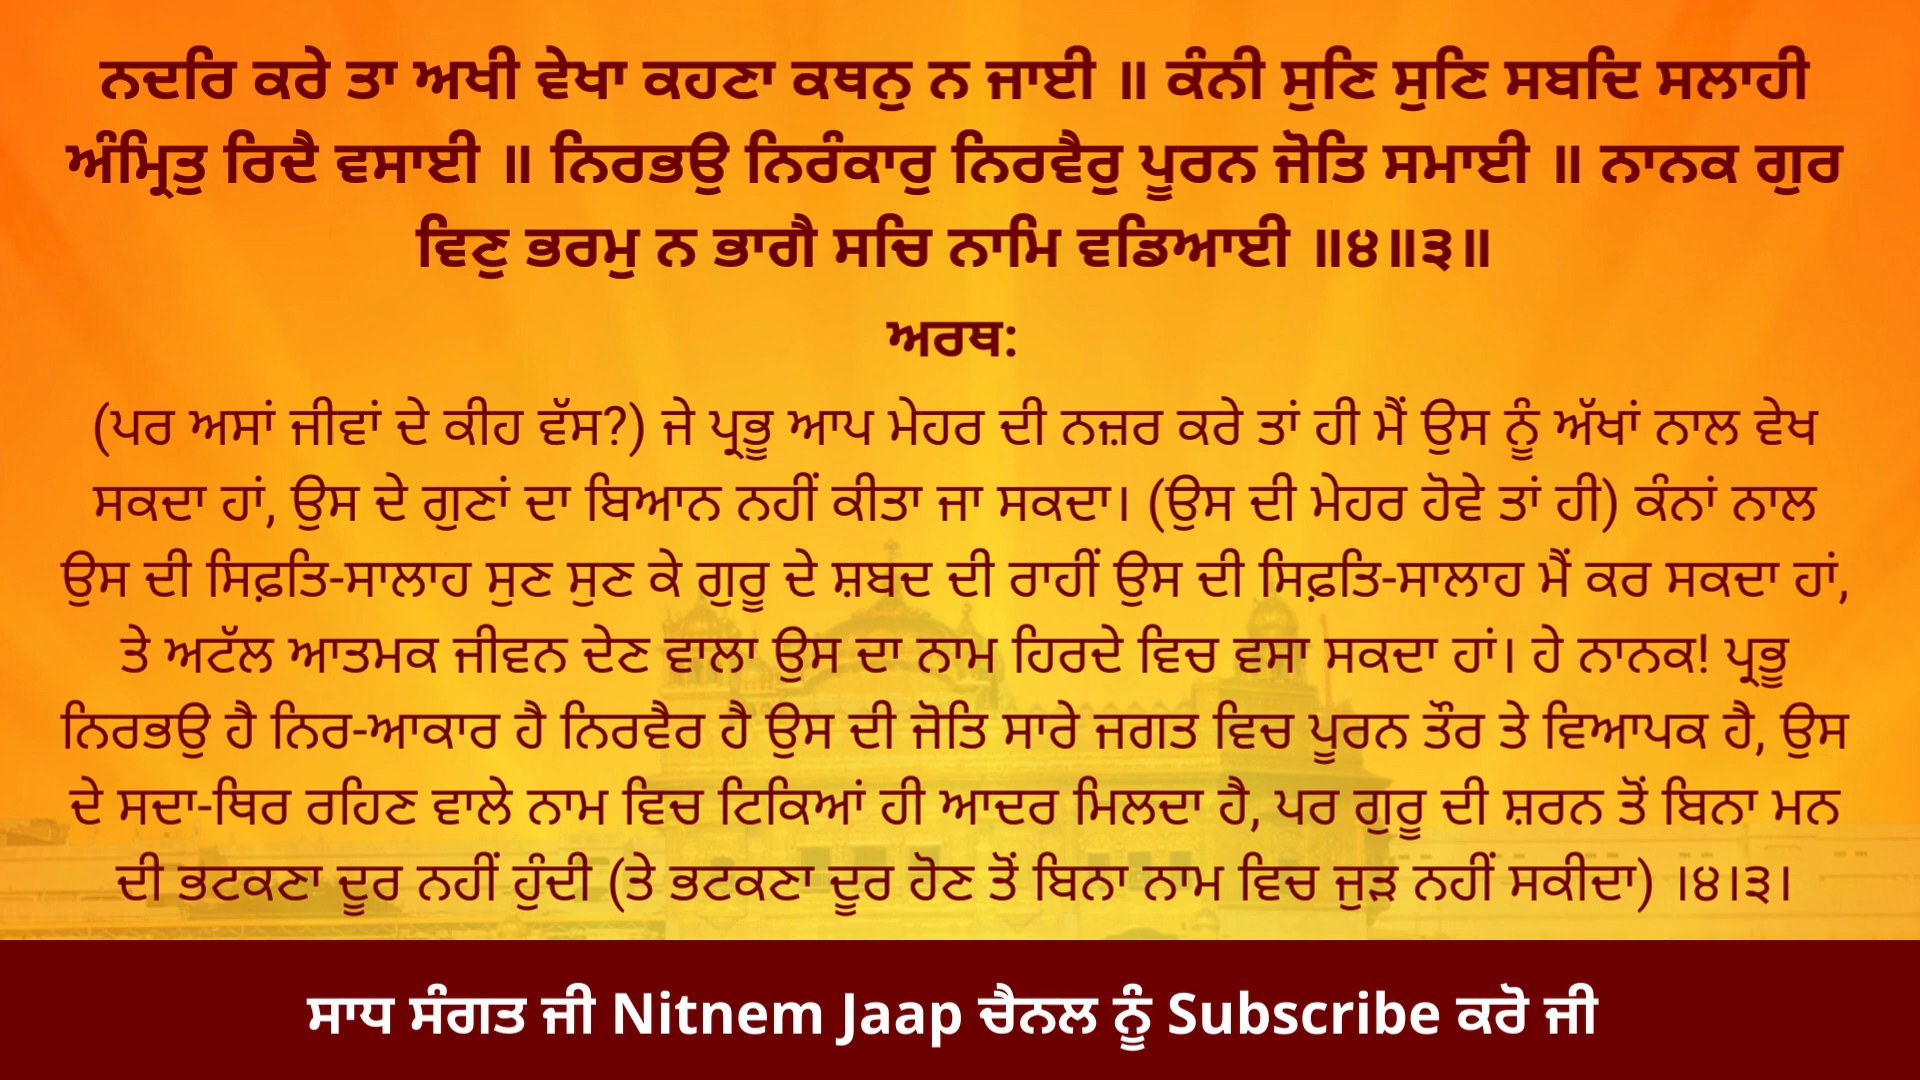 ਨਦਰਿ ਕਰੇ ਤਾ ਅਖੀ ਵੇਖਾ ਕਹਣਾ ਕਥਨੁ ਨ ਜਾਈ ॥ ਕੰਨੀ ਸੁਣਿ ਸੁਣਿ ਸਬਦਿ ਸਲਾਹੀ
ਅੰਮ੍ਰਿਤੁ ਰਿਦੈ ਵਸਾਈ ॥ ਨਿਰਭਉ ਨਿਰੰਕਾਰੁ ਨਿਰਵੈਰੁ ਪੂਰਨ ਜੋਤਿ ਸਮਾਈ ॥ ਨਾਨਕ ਗੁਰ
ਵਿਣੁ ਭਰਮੁ ਨ ਭਾਗੈ ਸਚਿ ਨਾਮਿ ਵਡਿਆਈ ॥੪॥੩॥
ਅਰਥ:
(ਪਰ ਅਸਾਂ ਜੀਵਾਂ ਦੇ ਕੀਹ ਵੱਸ?) ਜੇ ਪ੍ਰਭੂ ਆਪ ਮੇਹਰ ਦੀ ਨਜ਼ਰ ਕਰੇ ਤਾਂ ਹੀ ਮੈਂ ਉਸ ਨੂੰ ਅੱਖਾਂ ਨਾਲ ਵੇਖ
ਸਕਦਾ ਹਾਂ, ਉਸ ਦੇ ਗੁਣਾਂ ਦਾ ਬਿਆਨ ਨਹੀਂ ਕੀਤਾ ਜਾ ਸਕਦਾ। (ਉਸ ਦੀ ਮੇਹਰ ਹੋਵੇ ਤਾਂ ਹੀ) ਕੰਨਾਂ ਨਾਲ
ਉਸ ਦੀ ਸਿਫ਼ਤਿ-ਸਾਲਾਹ ਸੁਣ ਸੁਣ ਕੇ ਗੁਰੂ ਦੇ ਸ਼ਬਦ ਦੀ ਰਾਹੀਂ ਉਸ ਦੀ ਸਿਫ਼ਤਿ-ਸਾਲਾਹ ਮੈਂ ਕਰ ਸਕਦਾ ਹਾਂ,
ਤੇ ਅਟੱਲ ਆਤਮਕ ਜੀਵਨ ਦੇਣ ਵਾਲਾ ਉਸ ਦਾ ਨਾਮ ਹਿਰਦੇ ਵਿਚ ਵਸਾ ਸਕਦਾ ਹਾਂ। ਹੇ ਨਾਨਕ! ਪ੍ਰਭੂ
ਨਿਰਭਉ ਹੈ ਨਿਰ-ਆਕਾਰ ਹੈ ਨਿਰਵੈਰ ਹੈ ਉਸ ਦੀ ਜੋਤਿ ਸਾਰੇ ਜਗਤ ਵਿਚ ਪੂਰਨ ਤੌਰ ਤੇ ਵਿਆਪਕ ਹੈ, ਉਸ
ਦੇ ਸਦਾ-ਥਿਰ ਰਹਿਣ ਵਾਲੇ ਨਾਮ ਵਿਚ ਟਿਕਿਆਂ ਹੀ ਆਦਰ ਮਿਲਦਾ ਹੈ, ਪਰ ਗੁਰੂ ਦੀ ਸ਼ਰਨ ਤੋਂ ਬਿਨਾ ਮਨ
ਦੀ ਭਟਕਣਾ ਦੂਰ ਨਹੀਂ ਹੁੰਦੀ (ਤੇ ਭਟਕਣਾ ਦੂਰ ਹੋਣ ਤੋਂ ਬਿਨਾ ਨਾਮ ਵਿਚ ਜੁੜ ਨਹੀਂ ਸਕੀਦਾ) ।੪।੩।
ਸਾਧ ਸੰਗਤ ਜੀ Nitnem Jaap ਚੈਨਲ ਨੂੰ Subscribe ਕਰੋ ਜੀ